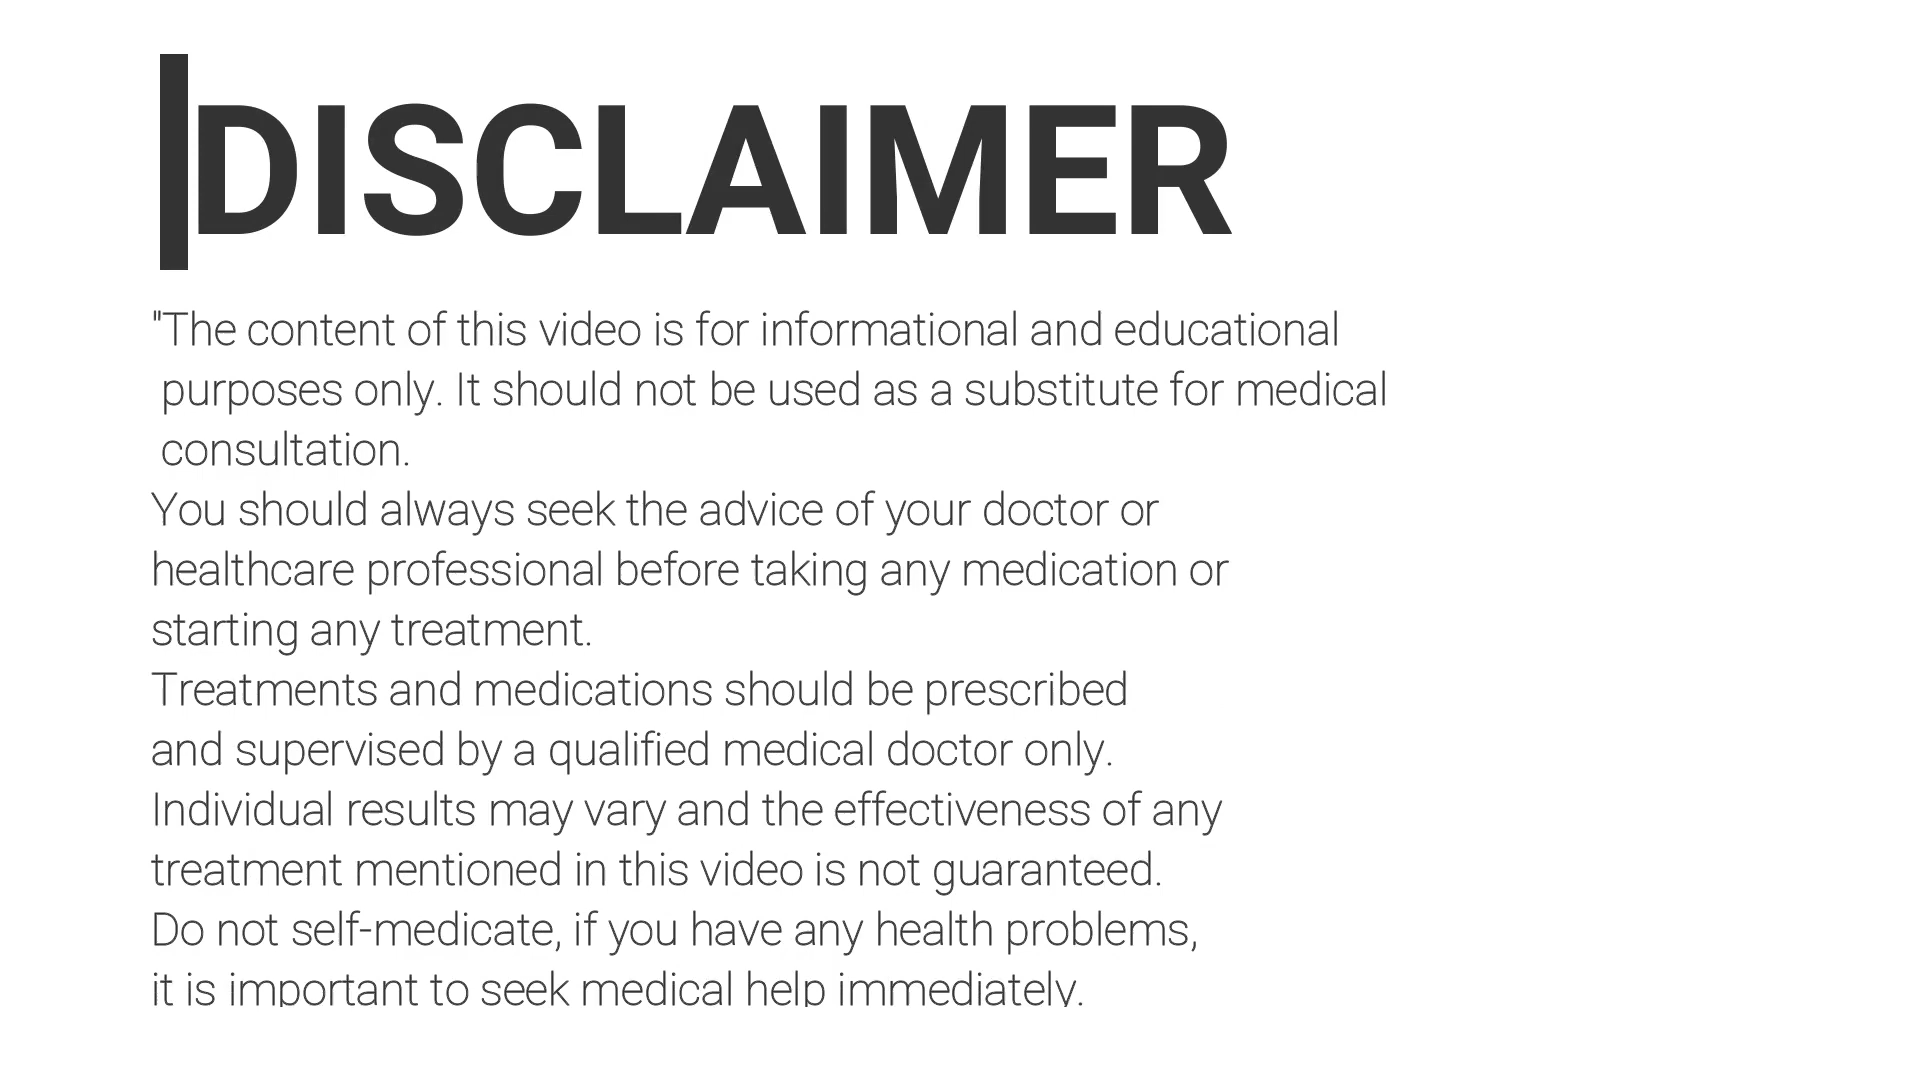 DISCLAIMER
"The content of this video is for informational and educational
purposes only. It should not be used as a substitute for medical
consultation.
You should always seek the advice of your doctor or
healthcare professional before taking any medication or
starting any treatment.
Treatments and medications should be prescribed
and supervised by a qualified medical doctor only.
Individual results may vary and the effectiveness of any
treatment mentioned in this video is not guaranteed.
Do not self-medicate, if you have any health problems,
it is important to seek medical help immediately.